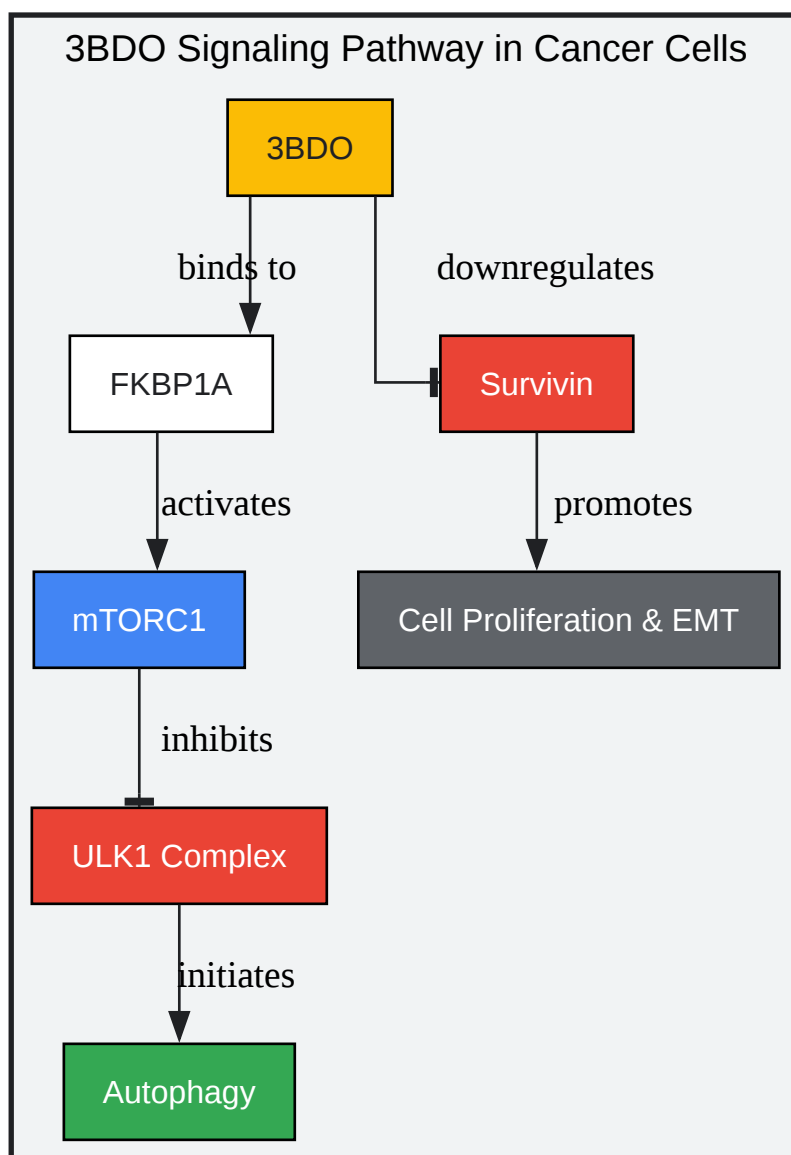 3BDO Signaling Pathway in Cancer Cells
3BDO
binds to
downregulates
FKBP1A
Survivin
activates
promotes
mTORC1
Cell Proliferation & EMT
inhibits
ULK1 Complex
initiates
Autophagy